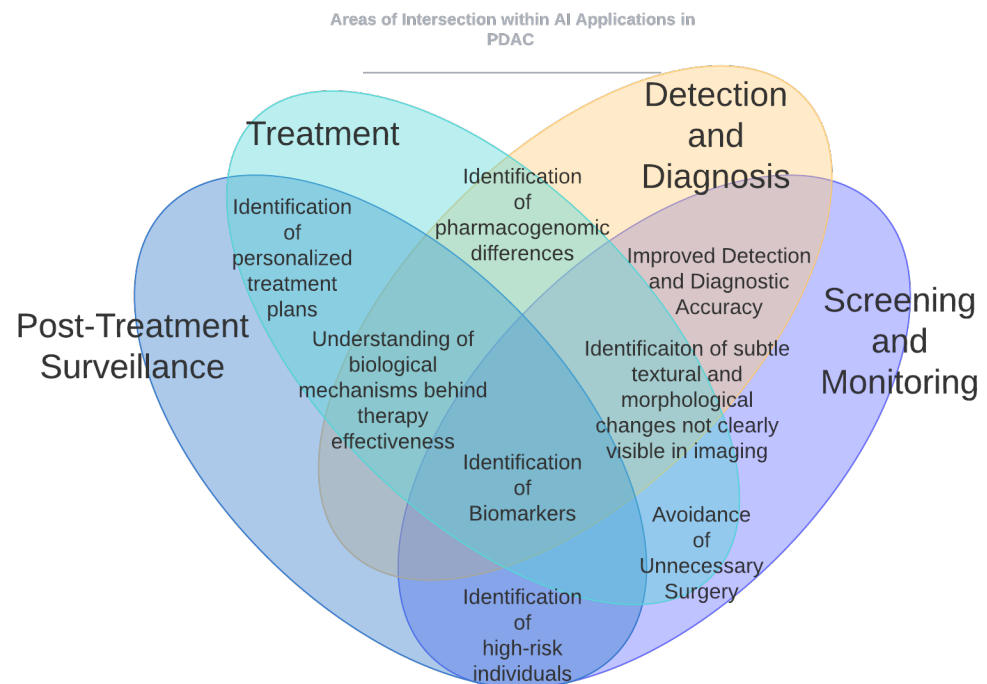 Areas of Intersection within AI Applications in
PDAC
Treatment
Detection
and
Diagnosis
Post-Treatment
Surveillance
Screening
and
Monitoring
Identification
of
personalized
treatment
plans
Identification
of
pharmacogenomic
differences
Improved Detection
and Diagnostic
Accuracy
Understanding of
biological
mechanisms behind
therapy
effectiveness
Identificaiton of subtle
textural and
morphological
changes not clearly
visible in imaging
Identification
of
Biomarkers
Avoidance
of
Unnecessary
Surgery
Identification
of
high-risk
individuals